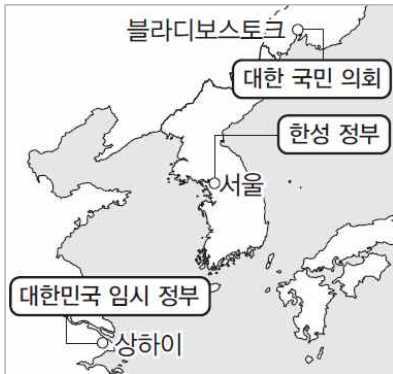 블라디보스토크
대한 국민 의회
한성 정부
서울
대한민국 임시 정부
상하이